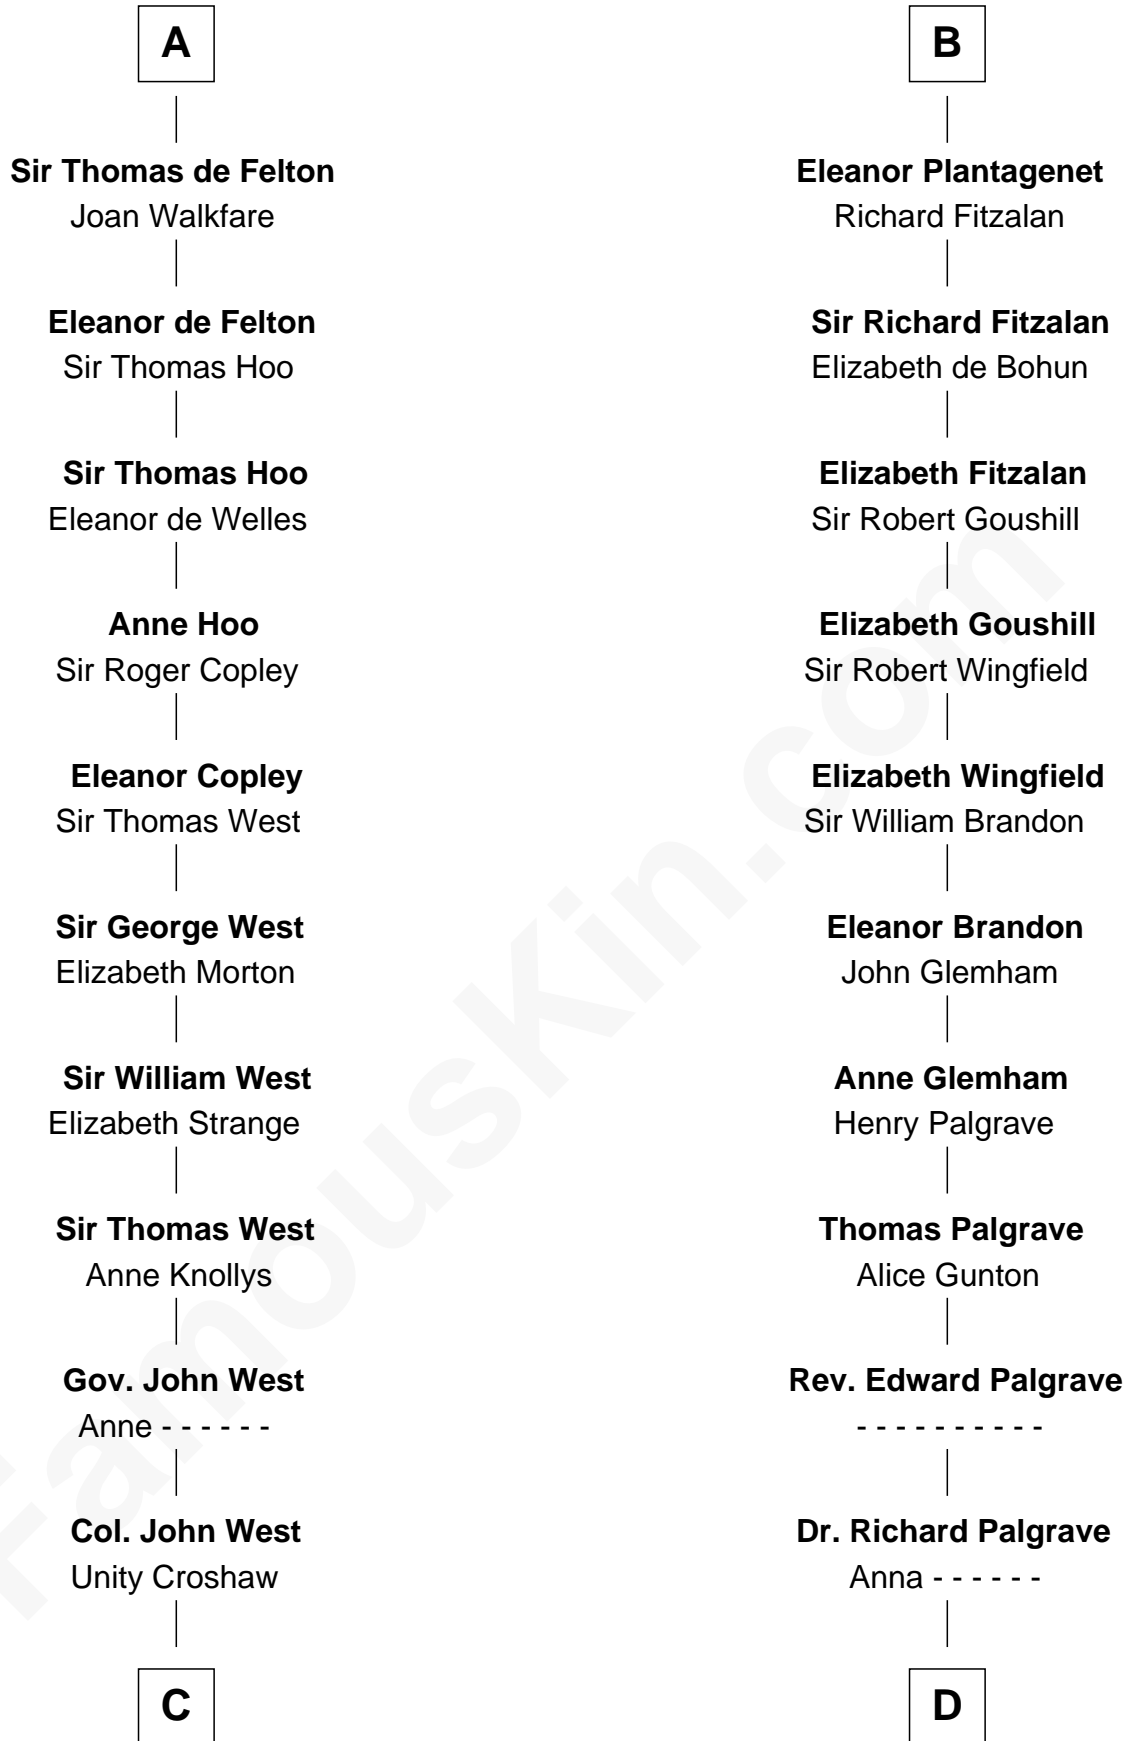 A
Sir Thomas de Felton
Joan Walkfare
Eleanor de Felton
Sir Thomas Hoo
Sir Thomas Hoo
Eleanor de Welles
Anne Hoo
Sir Roger Copley
Eleanor Copley
Sir Thomas West
Sir George West
Elizabeth Morton
Sir William West
Elizabeth Strange
Sir Thomas West
Anne Knollys
Gov. John West
Anne - - - - - -
Col. John West
Unity Croshaw
C
B
Eleanor Plantagenet
Richard Fitzalan
Sir Richard Fitzalan
Elizabeth de Bohun
Elizabeth Fitzalan
Sir Robert Goushill
Elizabeth Goushill
Sir Robert Wingfield
Elizabeth Wingfield
Sir William Brandon
Eleanor Brandon
John Glemham
Anne Glemham
Henry Palgrave
Thomas Palgrave
Alice Gunton
Rev. Edward Palgrave
- - - - - - - - - -
Dr. Richard Palgrave
Anna - - - - - -
D
FamousKin.com